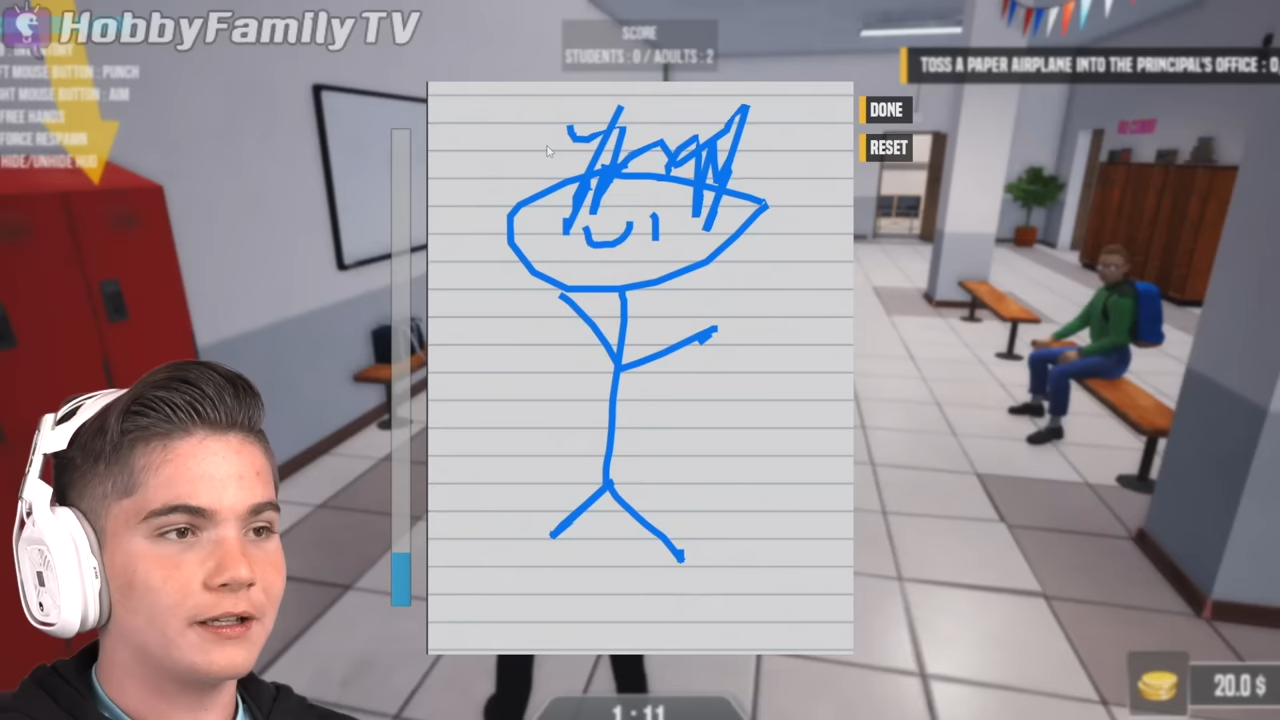 HobbyFamilyTV
SCORE
STUDENTS : 0 / ADULTS : 2
TOSS A PAPER AIRPLANE INTO THE PRINCIPAL'S OFFICE : 0
FT MOUSE BUTTON : PUNCH
GHT MOUSE BUTTON : AIM
FREE HANDS
FORCE RESPAWN
HIDE/UNHIDE HUD
DONE
RESET
1 : 11
20.0 $